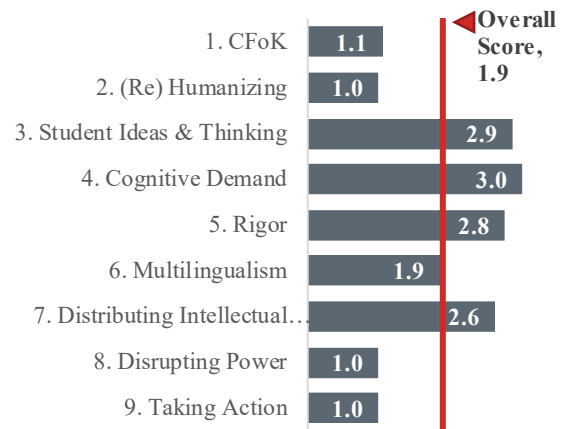 Overall
Score,
1.9
1. CFoK 1.1
2. (Re) Humanizing 1.0
3. Student Ideas & Thinking 2.9
4. Cognitive Demand 3.0
5. Rigor 2.8
6. Multilingualism 1.9
7. Distributing Intellectual… 2.6
8. Disrupting Power 1.0
9. Taking Action 1.0